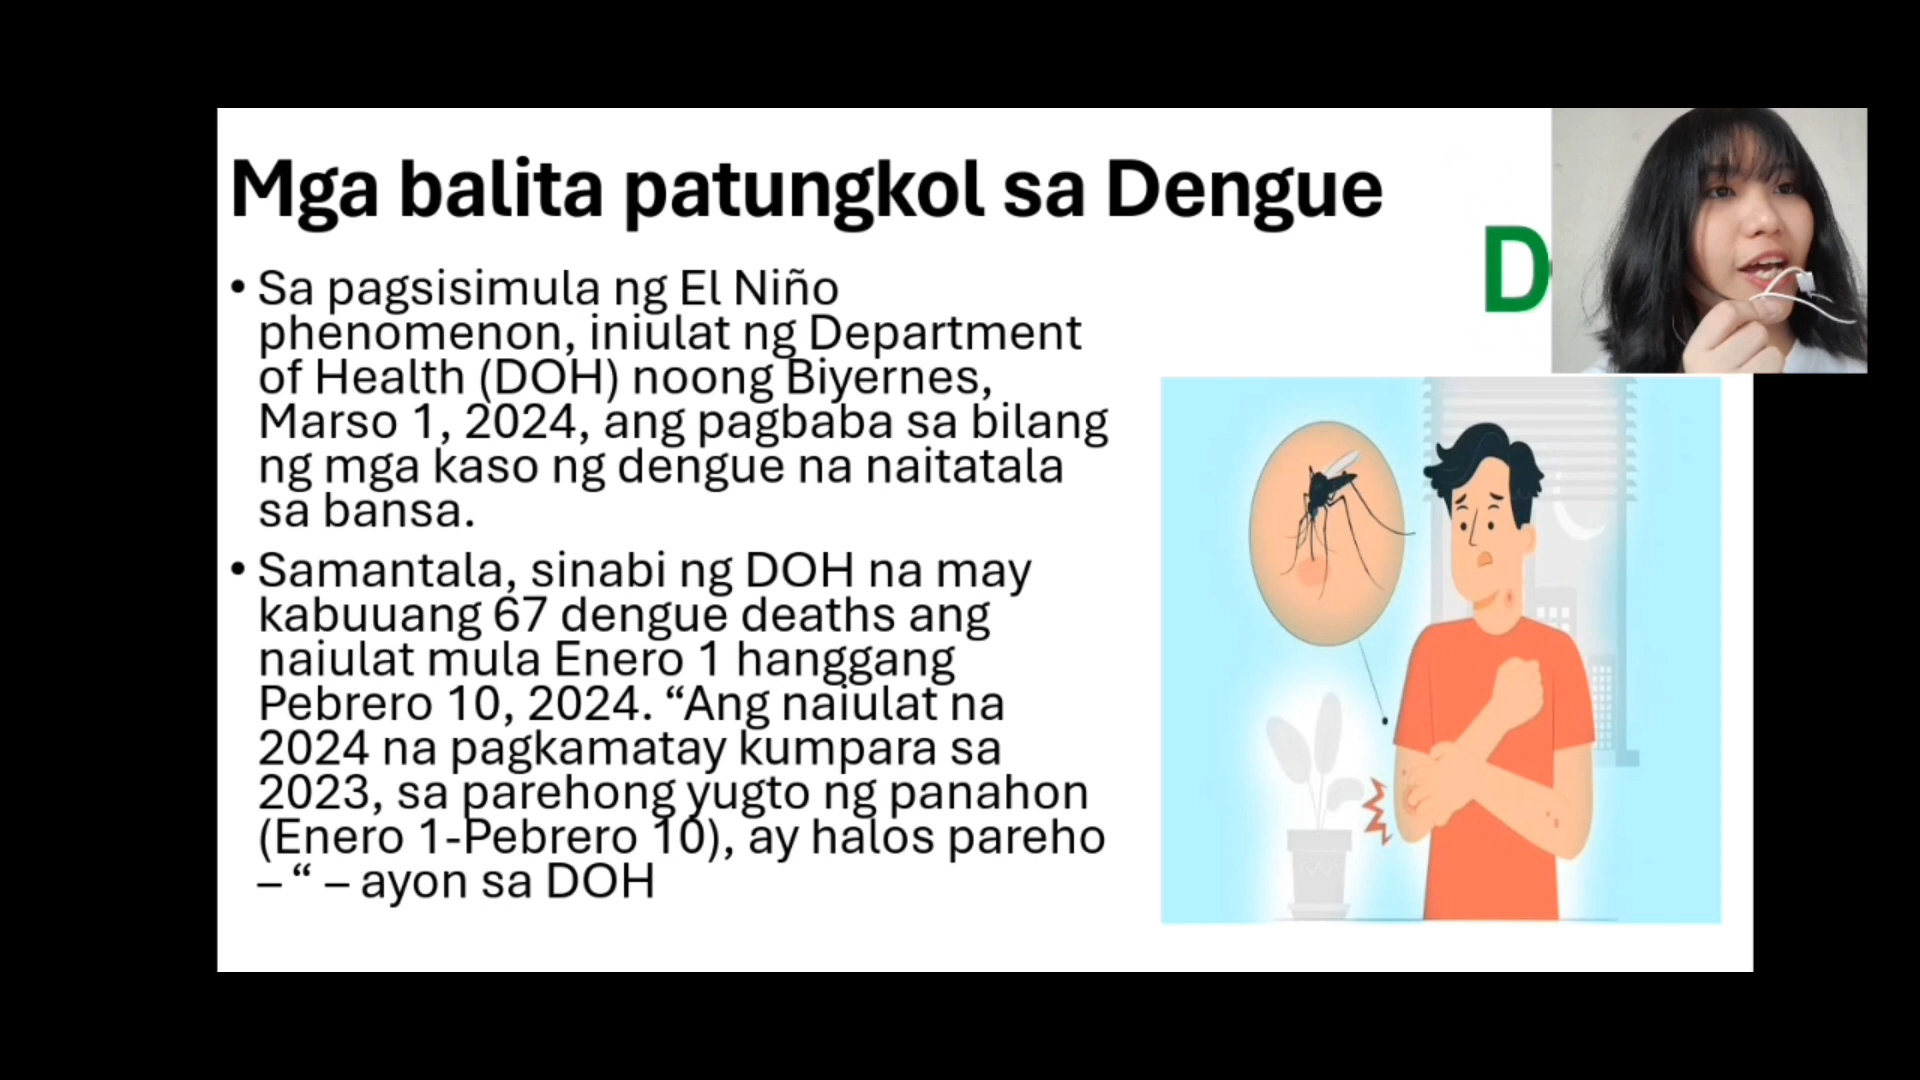 Mga balita patungkol sa Dengue
D
• Sa pagsisimula ng El Niño
phenomenon, iniulat ng Department
of Health (DOH) noong Biyernes,
Marso 1, 2024, ang pagbaba sa bilang
ng mga kaso ng dengue na naitatala
sa bansa.
• Samantala, sinabi ng DOH na may
kabuuang 67 dengue deaths ang
naiulat mula Enero 1 hanggang
Pebrero 10, 2024. “Ang naiulat na
2024 na pagkamatay kumpara sa
2023, sa parehong yugto ng panahon
(Enero 1-Pebrero 10), ay halos pareho
– “ – ayon sa DOH